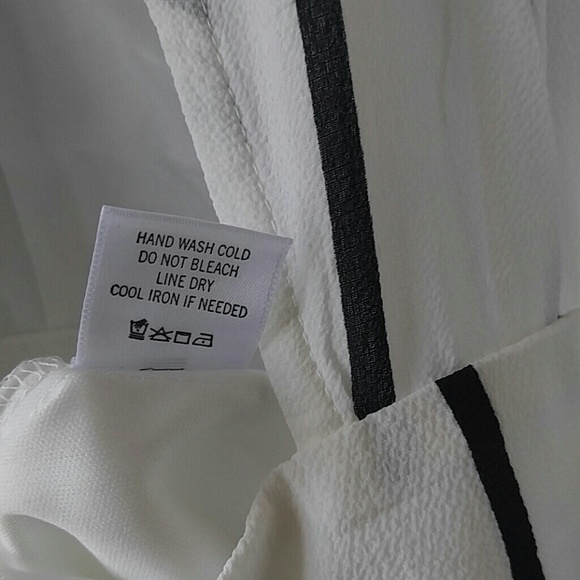 HAND WASH COLD
DO NOT BLEACH
LINE DRY
COOL IRON IF NEEDED